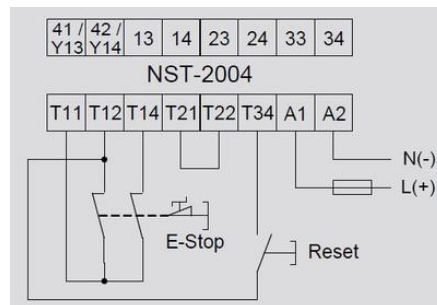 41 / 42 / 13 14 23 24 33 34
Y13 Y14
NST-2004
T11 T12 T14 T21 T22 T34 A1 A2
N(-)
L(+)
E-Stop
Reset